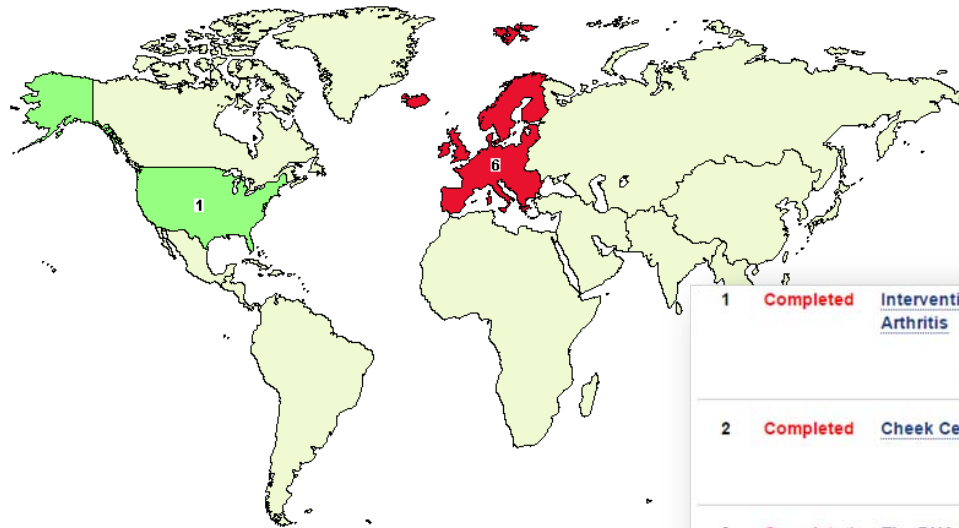 6
1
1 Completed Interventi
Arthritis
2 Completed Cheek Ce